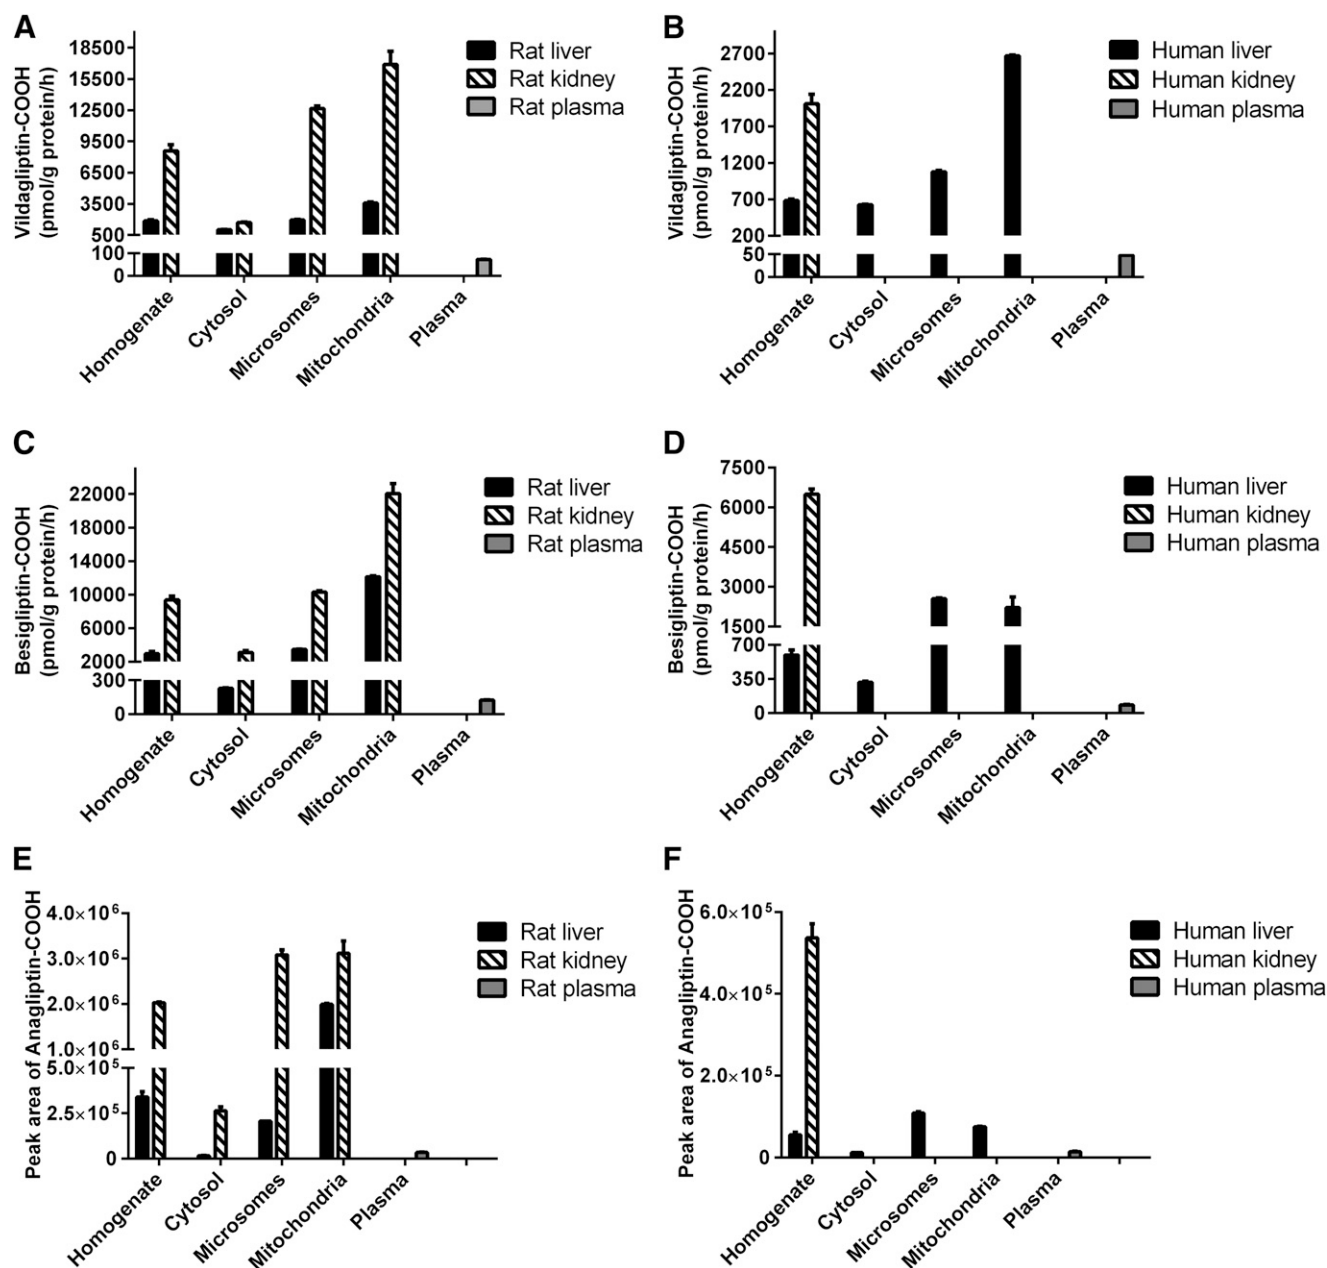 A
Vildagliptin-COOH
(pmol/g protein/h)
18500
15500
12500
9500
6500
3500
500
100
0
Homogenate
Cytosol
Microsomes
Mitochondria
Plasma
Rat liver
Rat kidney
Rat plasma
B
Vildagliptin-COOH
(pmol/g protein/h)
2700
2200
1700
1200
700
200
50
0
Homogenate
Cytosol
Microsomes
Mitochondria
Plasma
Human liver
Human kidney
Human plasma
C
Besigliptin-COOH
(pmol/g protein/h)
22000
18000
14000
10000
6000
2000
300
0
Homogenate
Cytosol
Microsomes
Mitochondria
Plasma
Rat liver
Rat kidney
Rat plasma
D
Besigliptin-COOH
(pmol/g protein/h)
7500
6000
4500
3000
1500
700
350
0
Homogenate
Cytosol
Microsomes
Mitochondria
Plasma
Human liver
Human kidney
Human plasma
E
Peak area of Anagliptin-COOH
4.0×10⁶
3.0×10⁶
2.0×10⁶
1.0×10⁶
5.0×10⁵
2.5×10⁵
0
Homogenate
Cytosol
Microsomes
Mitochondria
Plasma
Rat liver
Rat kidney
Rat plasma
F
Peak area of Anagliptin-COOH
6.0×10⁵
4.0×10⁵
2.0×10⁵
0
Homogenate
Cytosol
Microsomes
Mitochondria
Plasma
Human liver
Human kidney
Human plasma